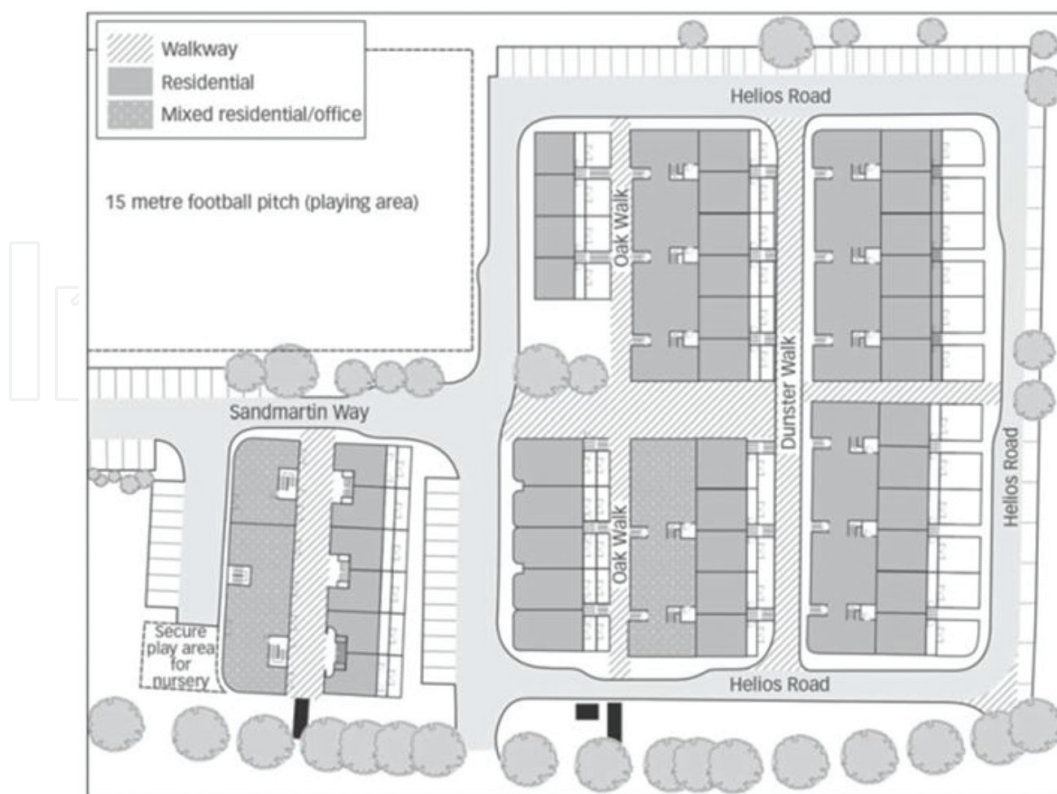 Walkway
Residential
Mixed residential/office
Helios Road
15 metre football pitch (playing area)
Oak Walk
Dunster Walk
Sandmartin Way
Helios Road
Oak Walk
Secure
play area
for
nursery
Helios Road